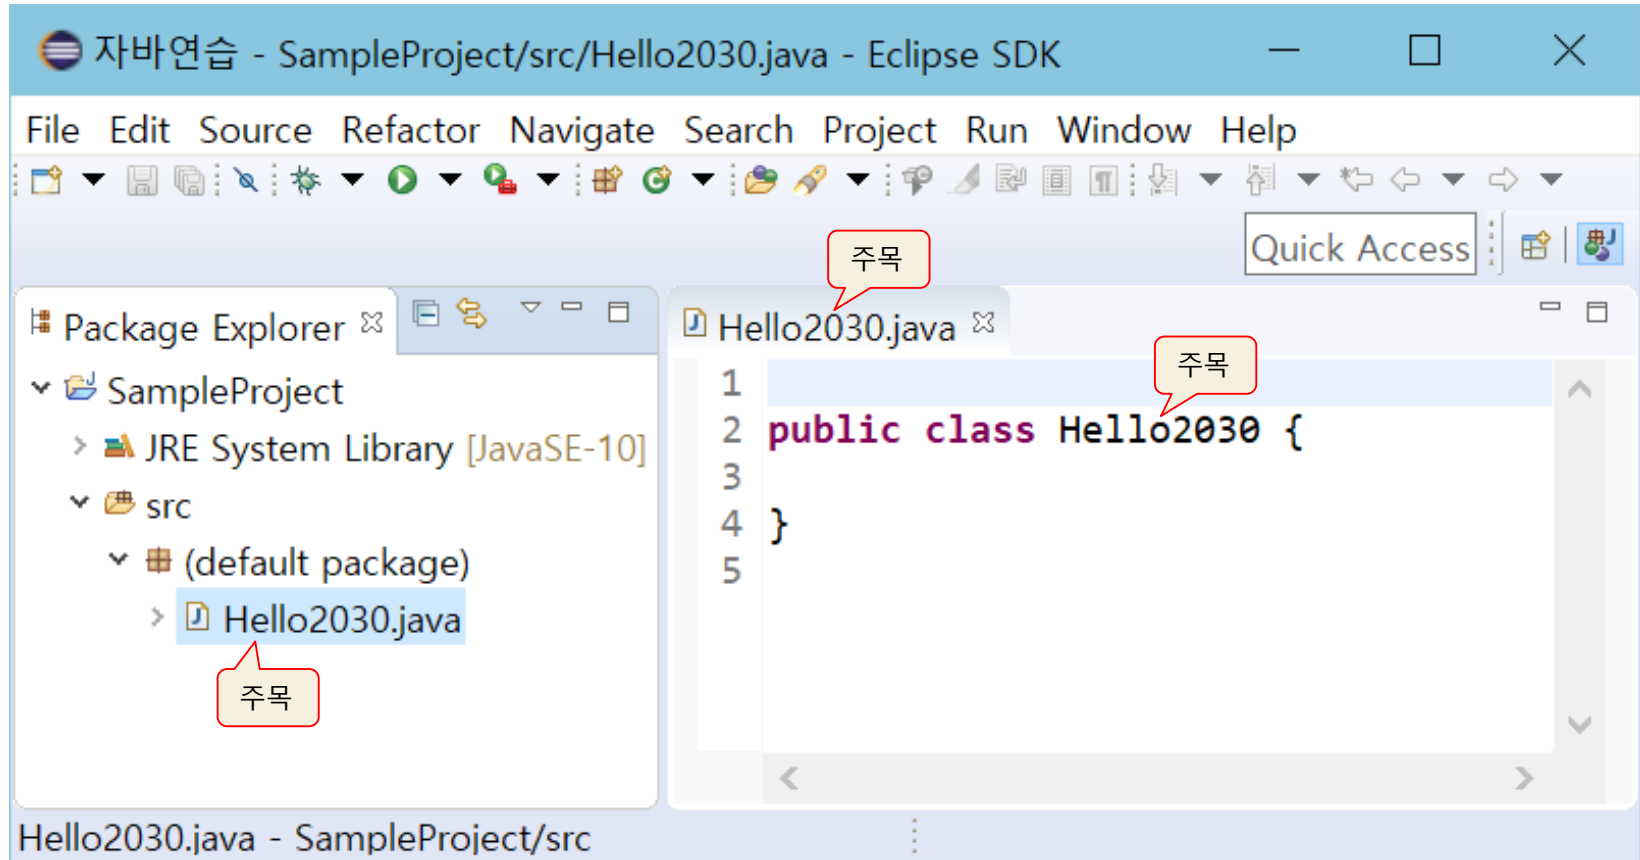 자바연습 - SampleProject/src/Hello2030.java - Eclipse SDK
File Edit Source Refactor Navigate Search Project Run Window Help
Quick Access
주목
Package Explorer
SampleProject
JRE System Library [JavaSE-10]
src
(default package)
Hello2030.java
주목
Hello2030.java
주목
1
2 public class Hello2030 {
3
4 }
5
Hello2030.java - SampleProject/src